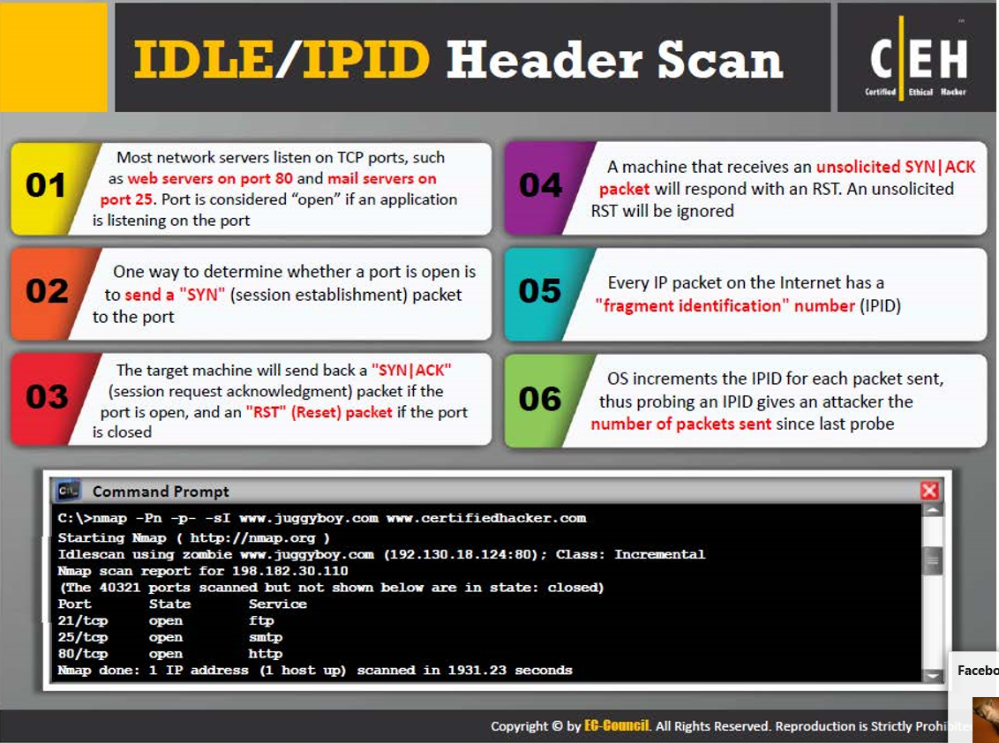 IDLE/IPID Header Scan
C|EH
TM
Certified Ethical Hacker
01
Most network servers listen on TCP ports, such
as web servers on port 80 and mail servers on
port 25. Port is considered “open” if an application
is listening on the port
02
One way to determine whether a port is open is
to send a "SYN" (session establishment) packet
to the port
03
The target machine will send back a "SYN|ACK"
(session request acknowledgment) packet if the
port is open, and an "RST" (Reset) packet if the port
is closed
04
A machine that receives an unsolicited SYN|ACK
packet will respond with an RST. An unsolicited
RST will be ignored
05
Every IP packet on the Internet has a
"fragment identification" number (IPID)
06
OS increments the IPID for each packet sent,
thus probing an IPID gives an attacker the
number of packets sent since last probe
Command Prompt
C:\>nmap -Pn -p- -sI www.juggyboy.com www.certifiedhacker.com
Starting Nmap ( http://nmap.org )
Idlescan using zombie www.juggyboy.com (192.130.18.124:80); Class: Incremental
Nmap scan report for 198.182.30.110
(The 40321 ports scanned but not shown below are in state: closed)
Port State Service
21/tcp open ftp
25/tcp open smtp
80/tcp open http
Nmap done: 1 IP address (1 host up) scanned in 1931.23 seconds
Facebo
Copyright © by EC-Council. All Rights Reserved. Reproduction is Strictly Prohibited.